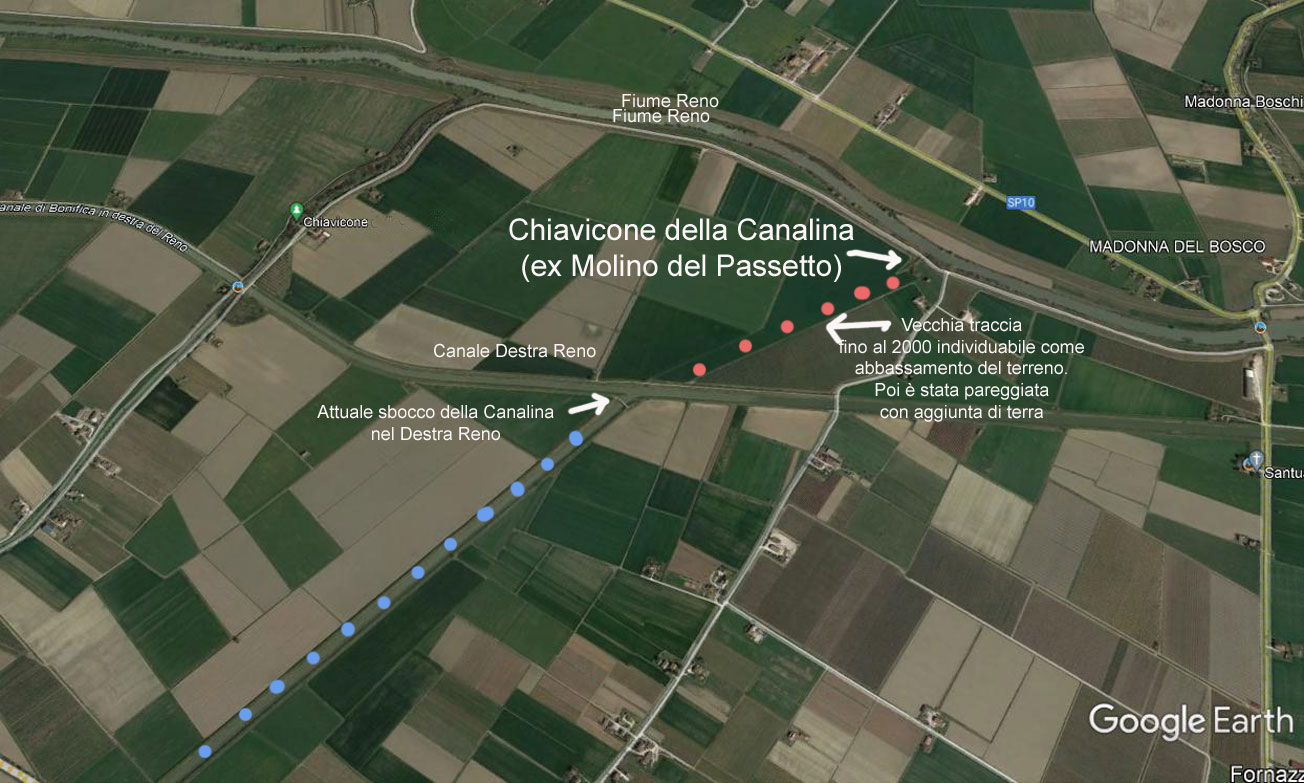 Fiume Reno
Fiume Reno
Madonna Boschi
SP10
anale di Bonifica in destra del Reno
Chiavicone
Chiavicone della Canalina
(ex Molino del Passetto)
MADONNA DEL BOSCO
Vecchia traccia
fino al 2000 individuabile come
abbassamento del terreno.
Poi è stata pareggiata
con aggiunta di terra
Canale Destra Reno
Attuale sbocco della Canalina
nel Destra Reno
Santu
Google Earth
Fornazz